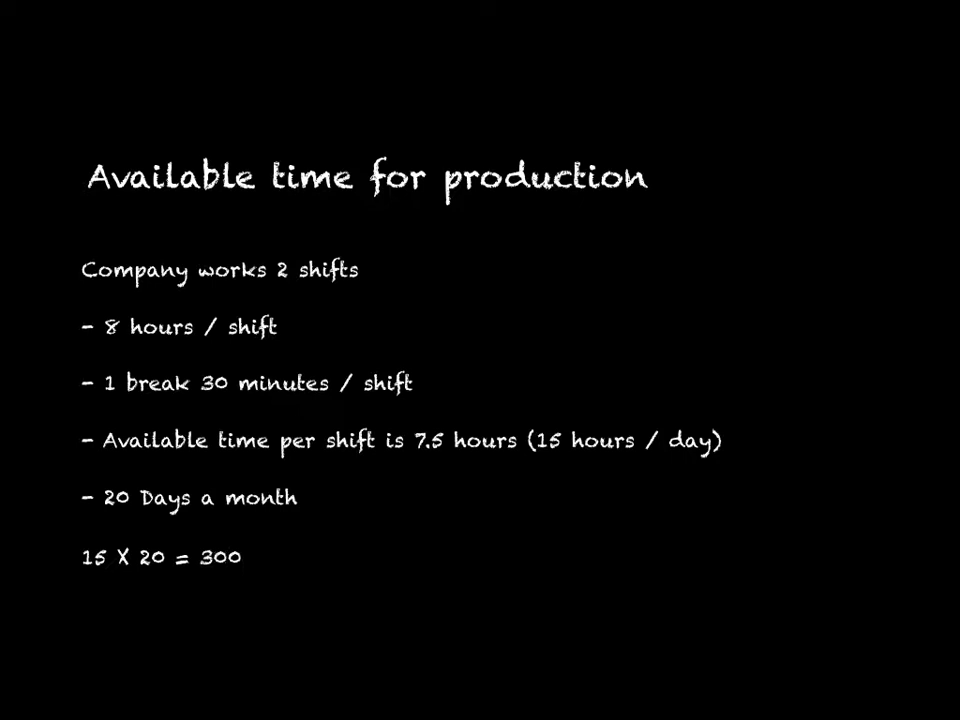 Available time for production
Company works 2 shifts
- 8 hours / shift
- 1 break 30 minutes / shift
- Available time per shift is 7.5 hours (15 hours / day)
- 20 Days a month
15 X 20 = 300